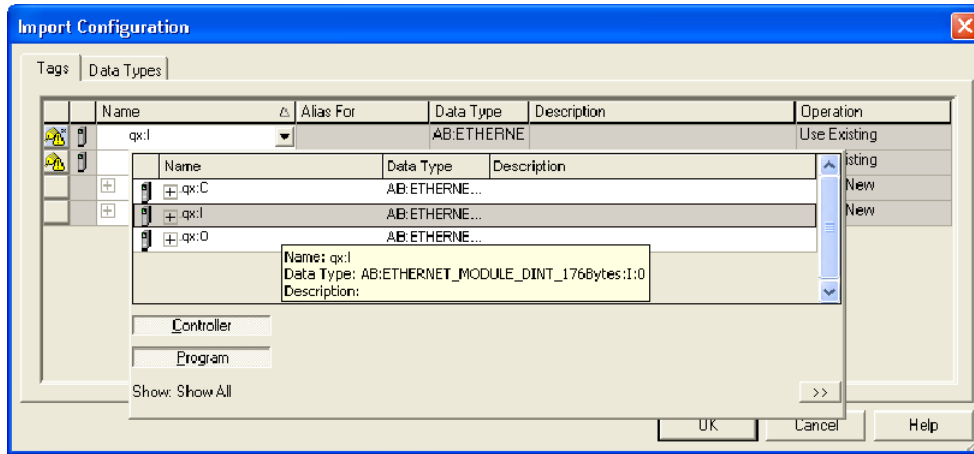 Import Configuration
Tags Data Types
Name Alias For Data Type Description Operation
qx:I AB:ETHERNE Use Existing
isting
Name Data Type Description
qx:C AB:ETHERNE...
New
qx:I AB:ETHERNE...
New
qx:O AB:ETHERNE...
Name: qx:I
Data Type: AB:ETHERNET_MODULE_DINT_176Bytes:I:0
Description:
Controller
Program
Show: Show All >>
OK Cancel Help